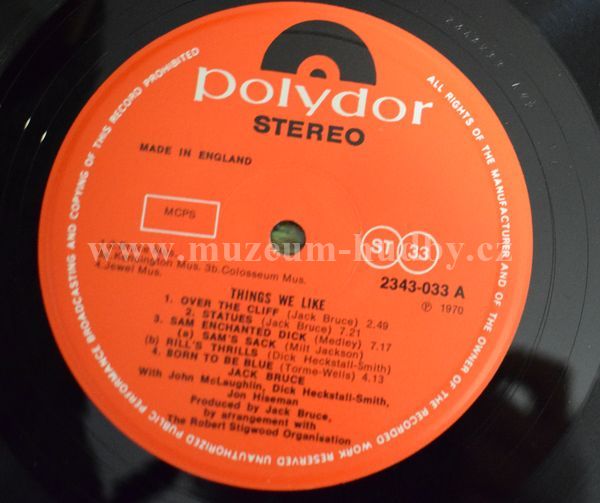 polydor
STEREO
MADE IN ENGLAND
MCPS
ST 33
2343-033 A
℗ 1970
Kensington Mus. 3b.Colosseum Mus.
4.Jewel Mus.
THINGS WE LIKE
1. OVER THE CLIFF (Jack Bruce) 2.49
2. STATUES (Jack Bruce) 7.21
3. SAM ENCHANTED DICK (Medley) 7.17
(a) SAM'S SACK (Milt Jackson)
(b) RILL'S THRILLS (Dick Heckstall-Smith)
4. BORN TO BE BLUE (Torme-Wells) 4.13
JACK BRUCE
With John McLaughlin, Dick Heckstall-Smith,
Jon Hiseman
Produced by Jack Bruce,
by arrangement with
The Robert Stigwood Organisation
ALL RIGHTS OF THE MANUFACTURER AND OF THE OWNER OF THE RECORDED WORK RESERVED UNAUTHORIZED PUBLIC PERFORMANCE BROADCASTING AND COPYING OF THIS RECORD PROHIBITED
www.muzeum-hudby.cz